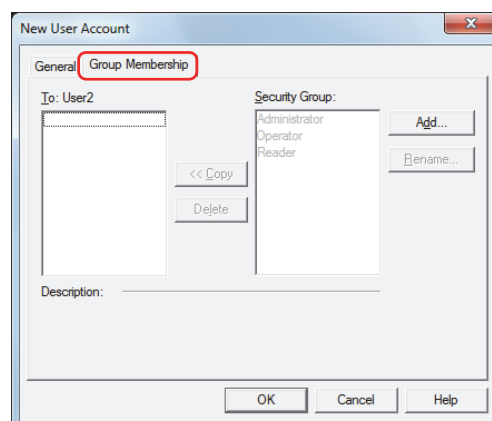 New User Account
General Group Membership
To: User2 Security Group:
Administrator Add...
Operator
Reader Rename...
<< Copy
Delete
Description:
OK Cancel Help